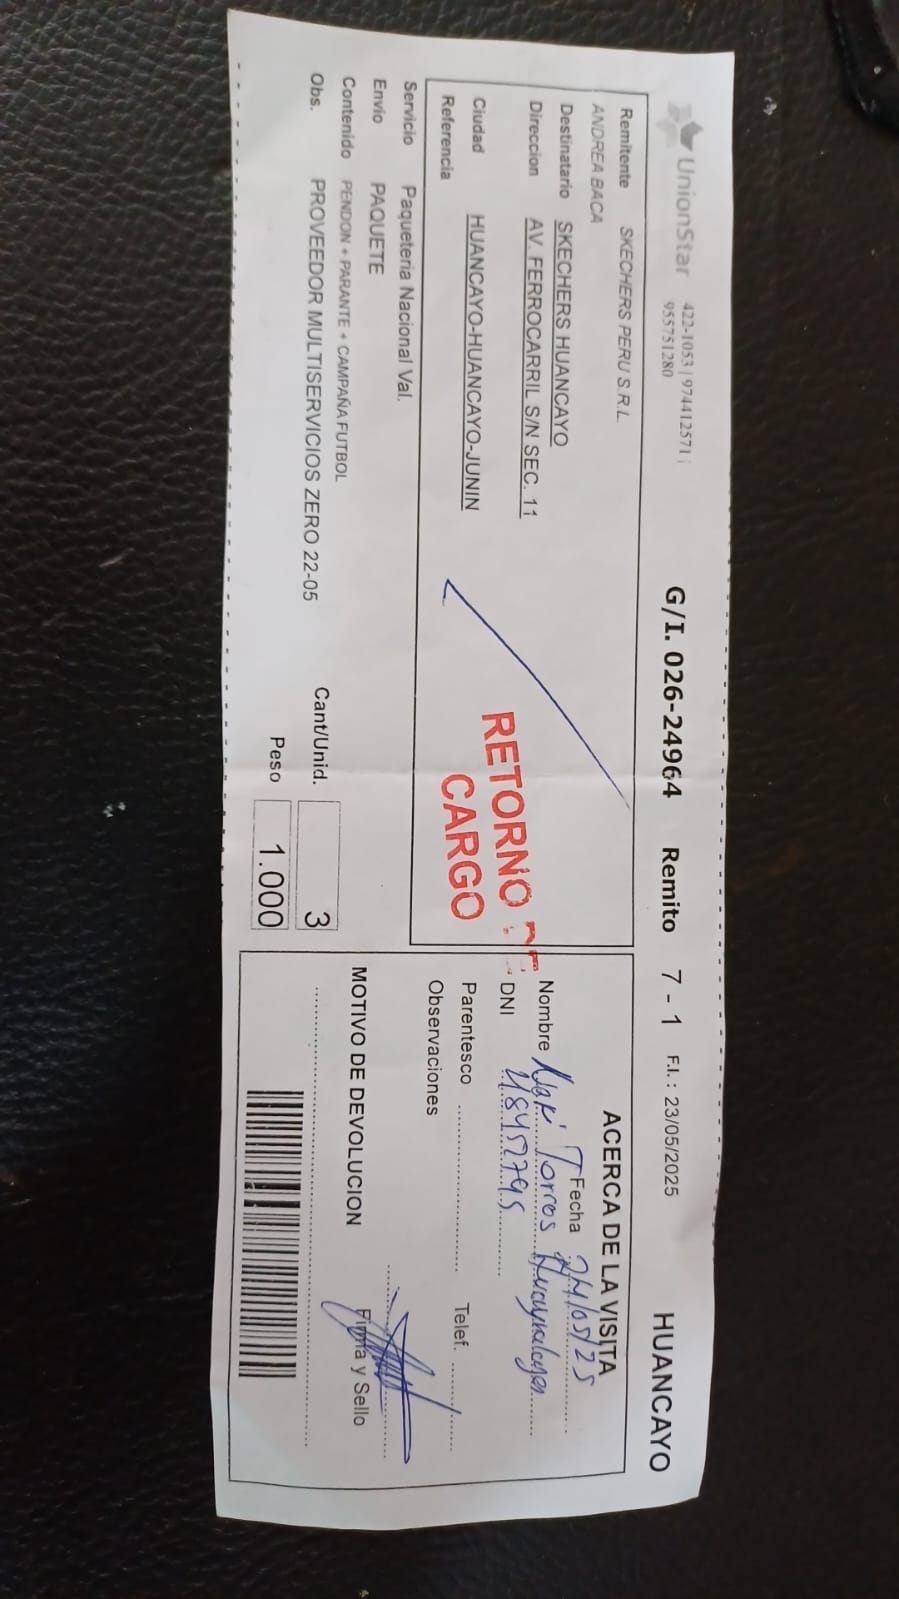 UnionStar 422-1053 | 974412571 |
955751280
G/I. 026-24964 Remito 7 - 1 F.I. : 23/05/2025 HUANCAYO
Remitente SKECHERS PERU S.R.L.
ANDREA BACA
Destinatario SKECHERS HUANCAYO
Direccion AV. FERROCARRIL S/N SEC. 11
Ciudad HUANCAYO-HUANCAYO-JUNIN
Referencia
RETORNO DE
CARGO
Servicio Paqueteria Nacional Val.
Envio PAQUETE
Contenido PENDON + PARANTE + CAMPAÑA FUTBOL
Obs. PROVEEDOR MULTISERVICIOS ZERO 22-05
Cant/Unid. 3
Peso 1.000
ACERCA DE LA VISITA
Fecha 24/05/25
Nombre Torres
DNI 48452795
Parentesco Telef.
Observaciones
Firma y Sello
MOTIVO DE DEVOLUCION